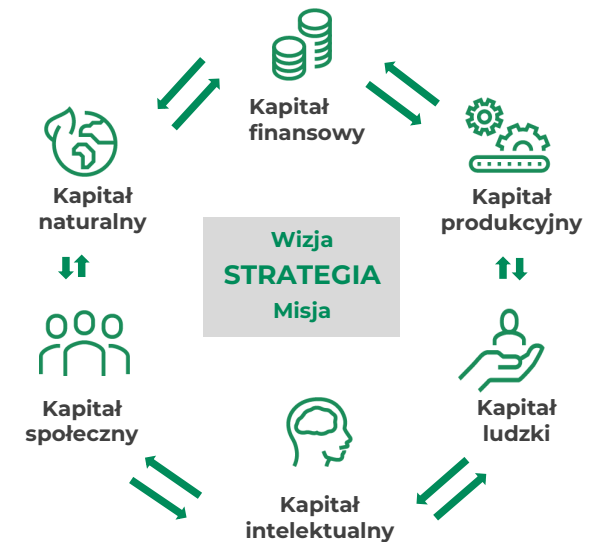 Kapitał
finansowy
Kapitał
naturalny
Kapitał
produkcyjny
Wizja
STRATEGIA
Misja
Kapitał
społeczny
Kapitał
ludzki
Kapitał
intelektualny